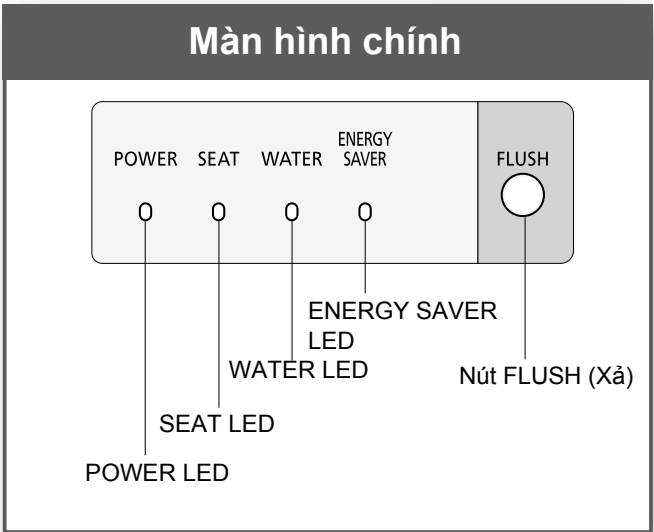 Màn hình chính
POWER SEAT WATER ENERGY
SAVER FLUSH
ENERGY SAVER
LED
WATER LED
Nút FLUSH (Xả)
SEAT LED
POWER LED